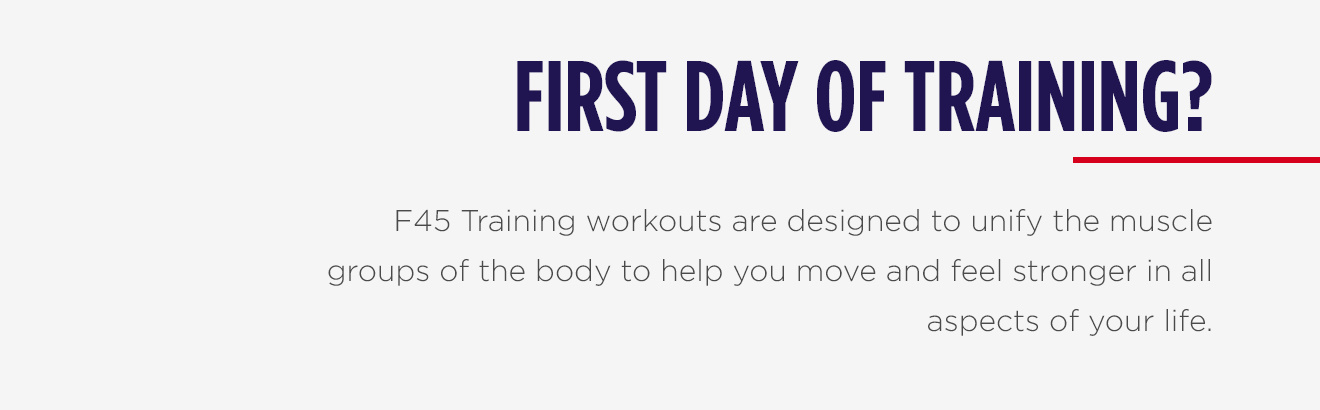 FIRST DAY OF TRAINING?
F45 Training workouts are designed to unify the muscle
groups of the body to help you move and feel stronger in all
aspects of your life.